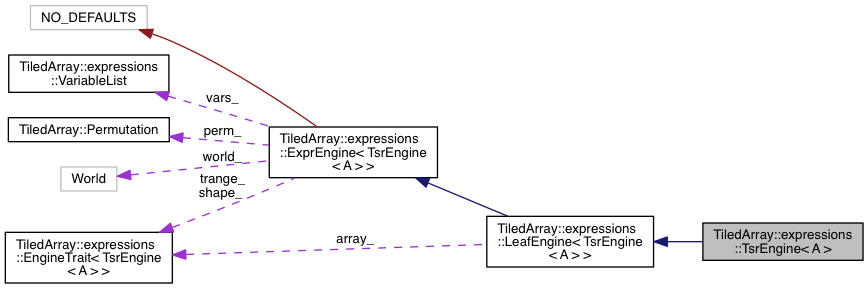 NO_DEFAULTS
TiledArray::expressions
::VariableList
vars_
TiledArray::Permutation
perm_
TiledArray::expressions
::ExprEngine< TsrEngine
< A > >
world_
World
trange_
shape_
TiledArray::expressions
::LeafEngine< TsrEngine
< A > >
TiledArray::expressions
::TsrEngine< A >
array_
TiledArray::expressions
::EngineTrait< TsrEngine
< A > >